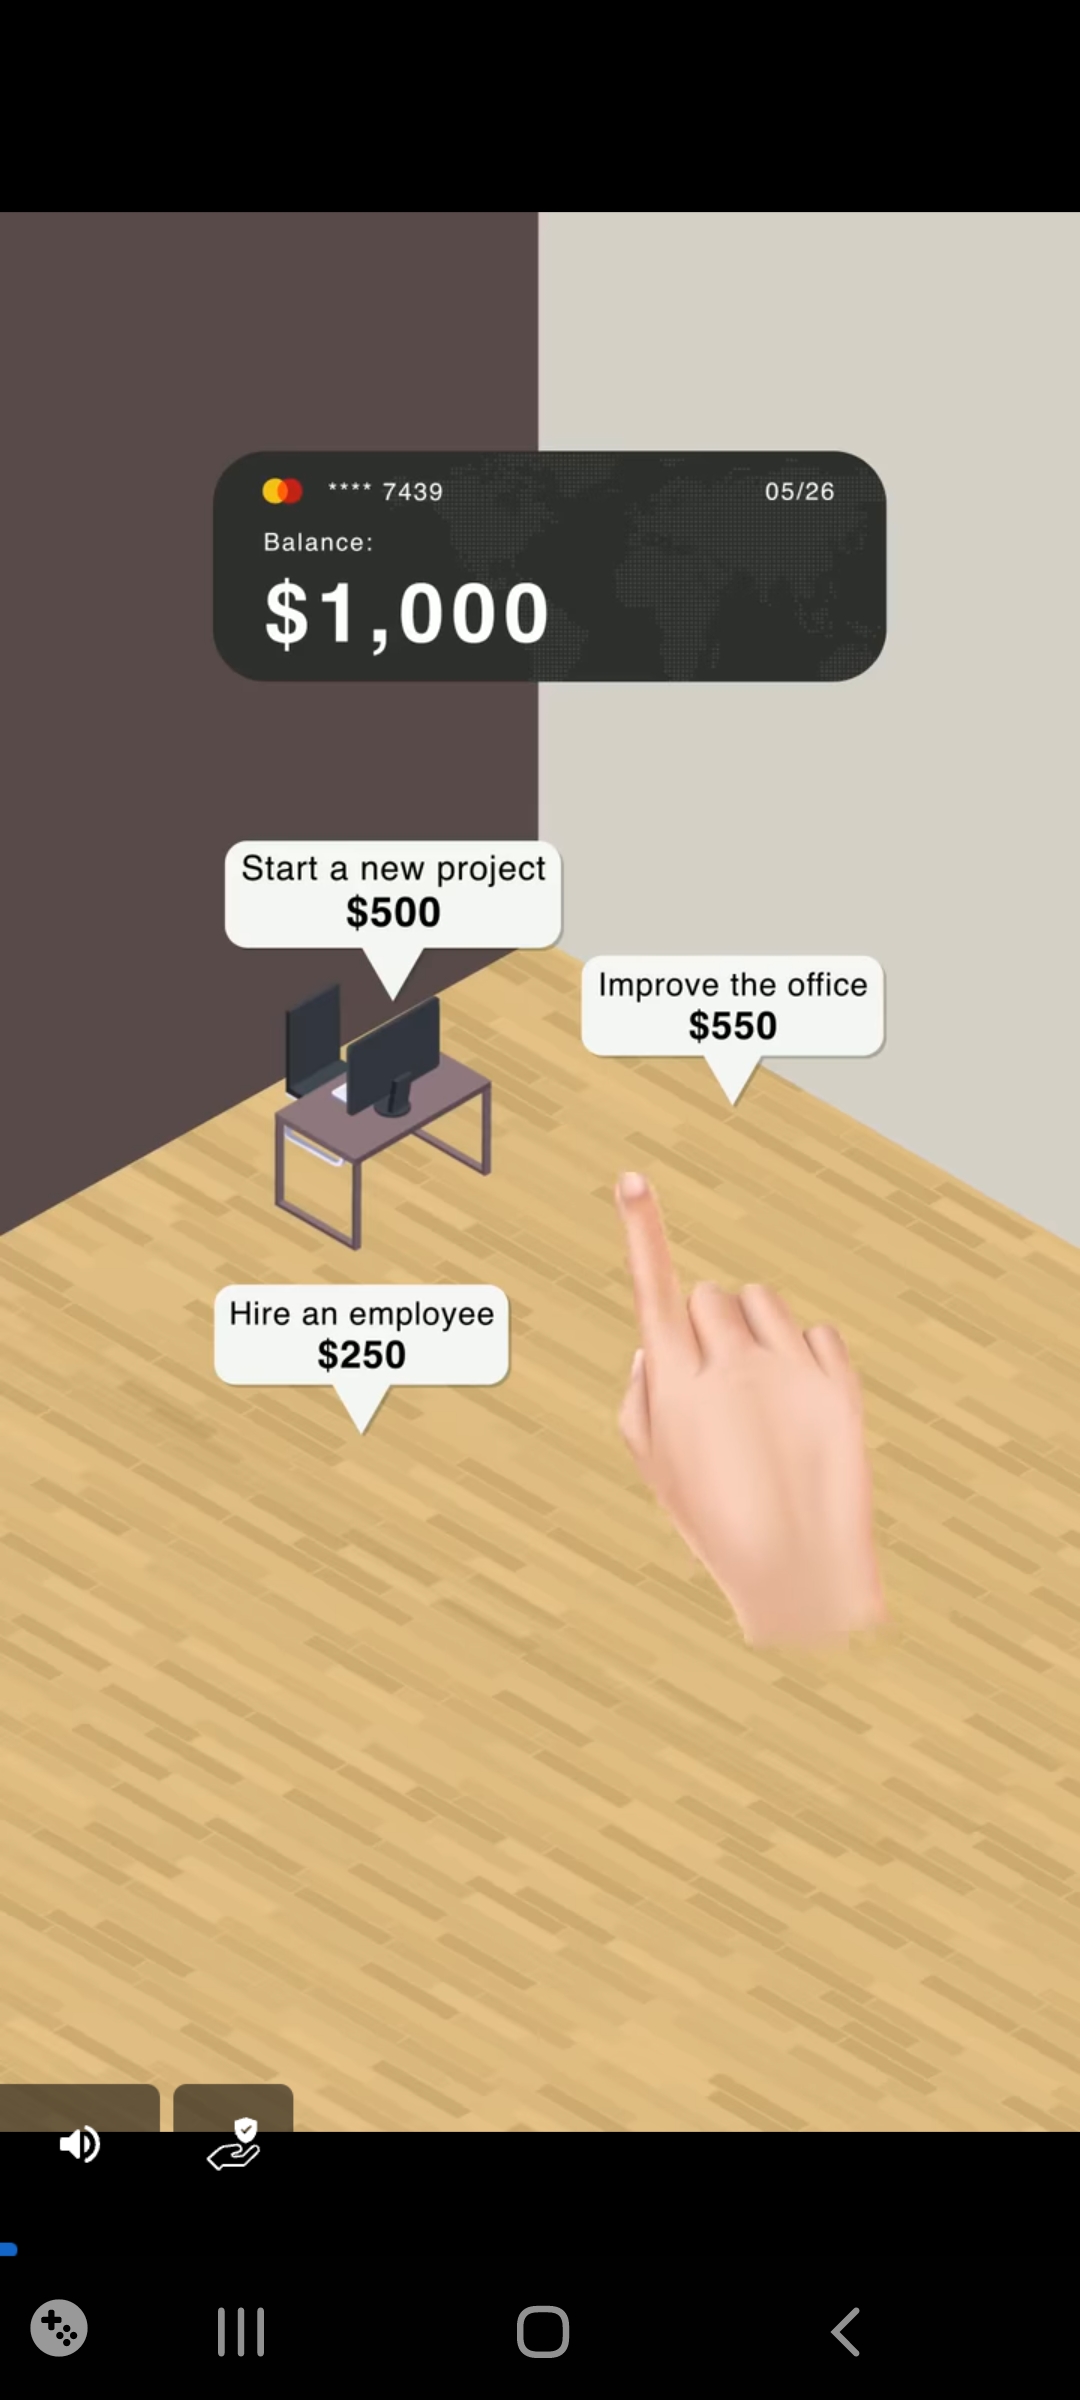 **** 7439 05/26
Balance:
$1,000
Start a new project
$500
Improve the office
$550
Hire an employee
$250